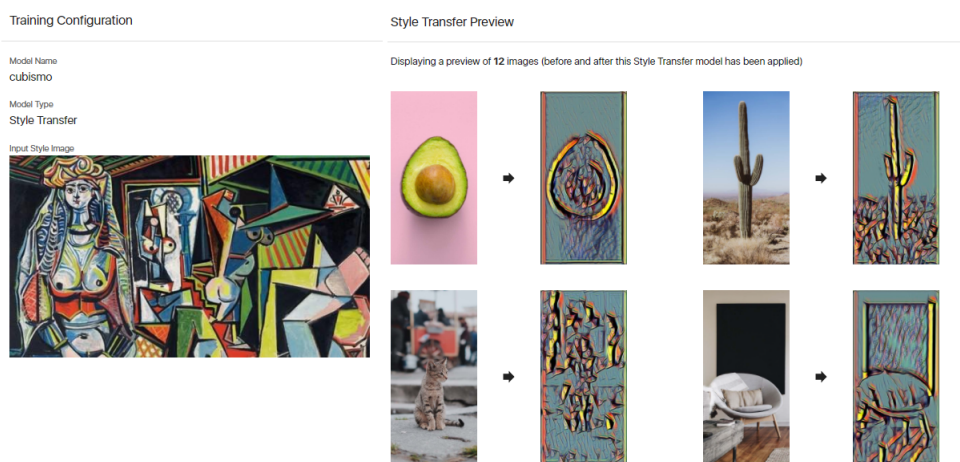 Training Configuration
Model Name
cubismo
Model Type
Style Transfer
Input Style Image
Style Transfer Preview
Displaying a preview of 12 images (before and after this Style Transfer model has been applied)